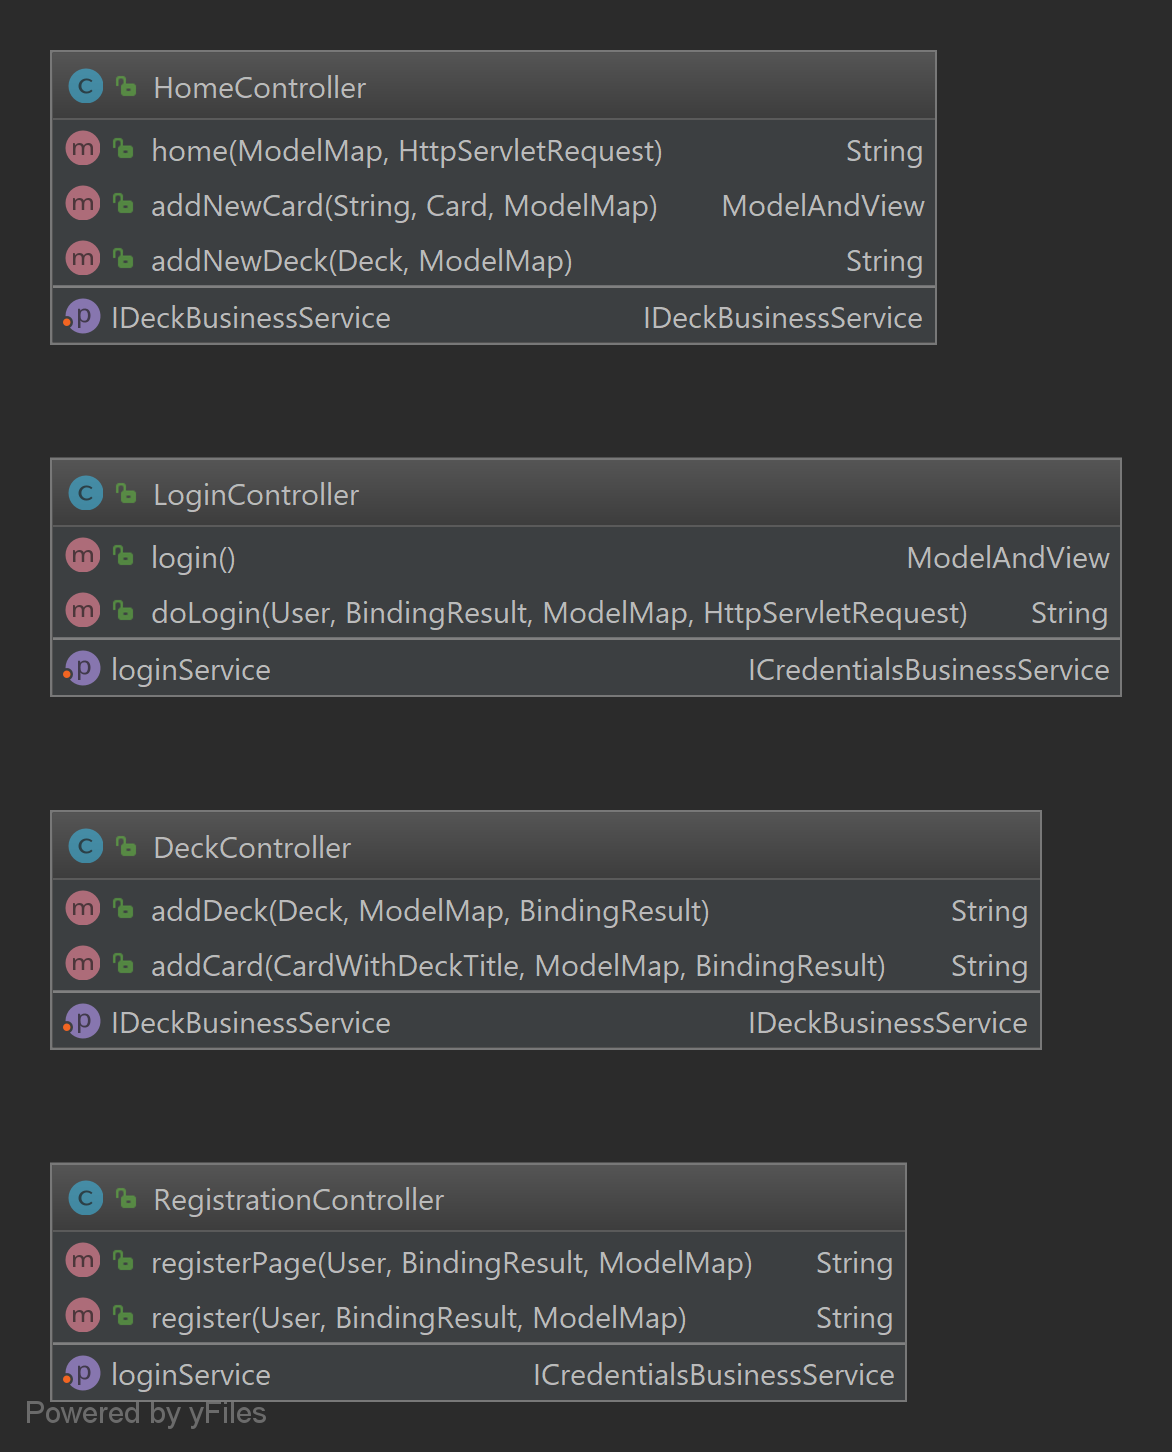 C HomeController
m home(ModelMap, HttpServletRequest) String
m addNewCard(String, Card, ModelMap) ModelAndView
m addNewDeck(Deck, ModelMap) String
p IDeckBusinessService IDeckBusinessService
C LoginController
m login() ModelAndView
m doLogin(User, BindingResult, ModelMap, HttpServletRequest) String
p loginService ICredentialsBusinessService
C DeckController
m addDeck(Deck, ModelMap, BindingResult) String
m addCard(CardWithDeckTitle, ModelMap, BindingResult) String
p IDeckBusinessService IDeckBusinessService
C RegistrationController
m registerPage(User, BindingResult, ModelMap) String
m register(User, BindingResult, ModelMap) String
p loginService ICredentialsBusinessService
Powered by yFiles